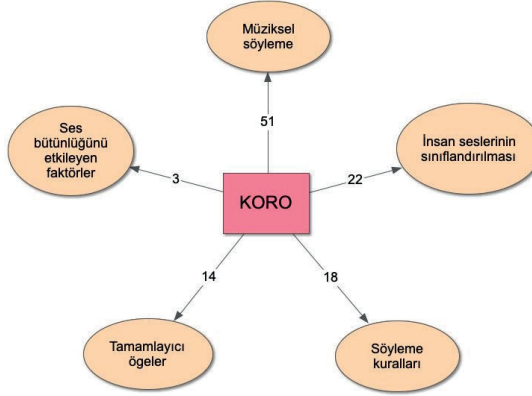 Müziksel
söyleme
51
Ses
bütünlüğünü
etkileyen
faktörler
3
KORO
22
İnsan seslerinin
sınıflandırılması
14
18
Tamamlayıcı
ögeler
Söyleme
kuralları